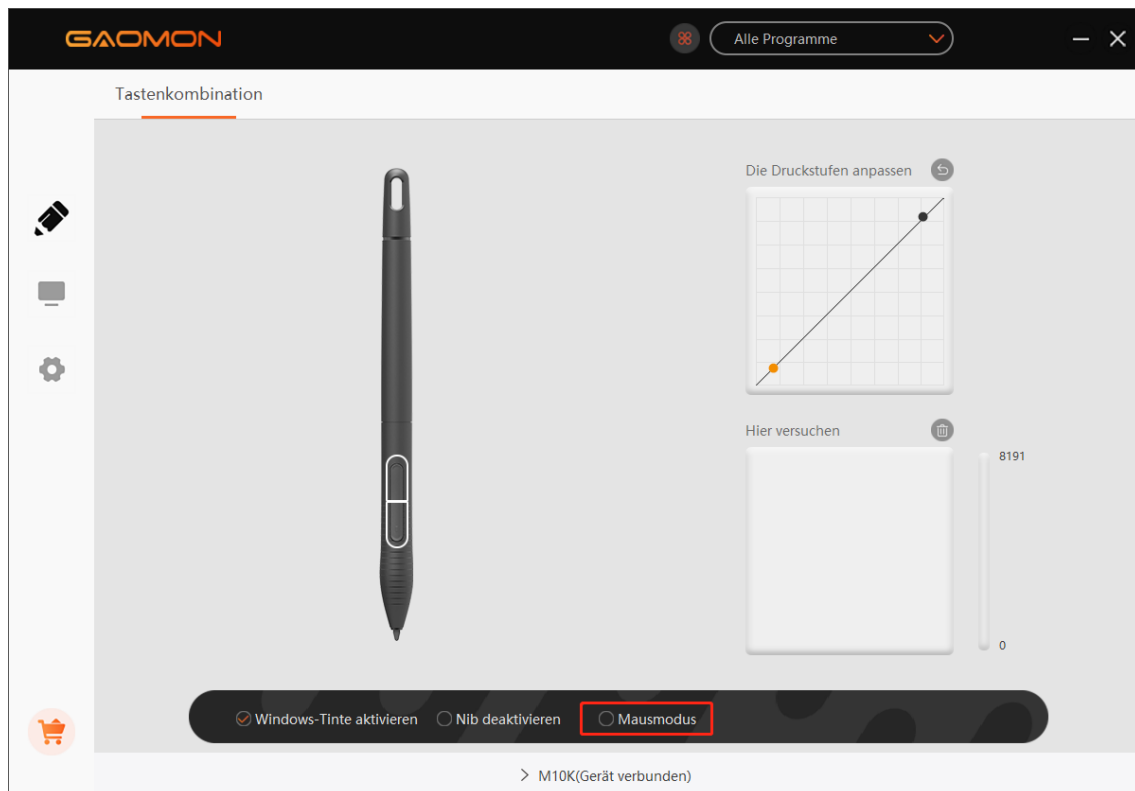 GAOMON
Alle Programme
Tastenkombination
Die Druckstufen anpassen
Hier versuchen
8191
0
Windows-Tinte aktivieren Nib deaktivieren Mausmodus
M10K(Gerät verbunden)